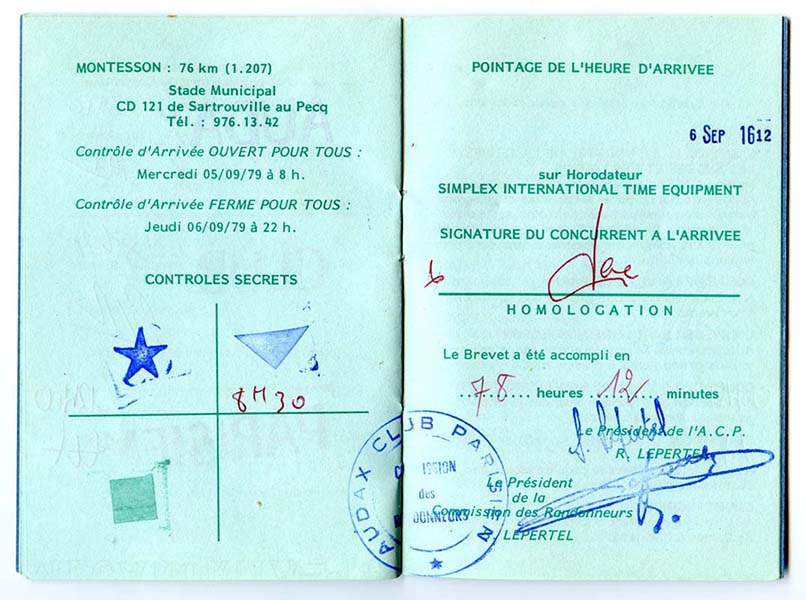 MONTESSON : 76 km (1.207)
Stade Municipal
CD 121 de Sartrouville au Pecq
Tél. : 976.13.42
Contrôle d'Arrivée OUVERT POUR TOUS :
Mercredi 05/09/79 à 8 h.
Contrôle d'Arrivée FERME POUR TOUS :
Jeudi 06/09/79 à 22 h.
CONTROLES SECRETS
8H30
POINTAGE DE L'HEURE D'ARRIVEE
6 SEP 1612
sur Horodateur
SIMPLEX INTERNATIONAL TIME EQUIPMENT
SIGNATURE DU CONCURRENT A L'ARRIVEE
HOMOLOGATION
Le Brevet a été accompli en
78 heures 12 minutes
Le Président de l'A.C.P.
R. LEPERTEL
Le Président
de la
Commission des Randonneurs
LEPERTEL
AUDAX CLUB PARISIEN
des